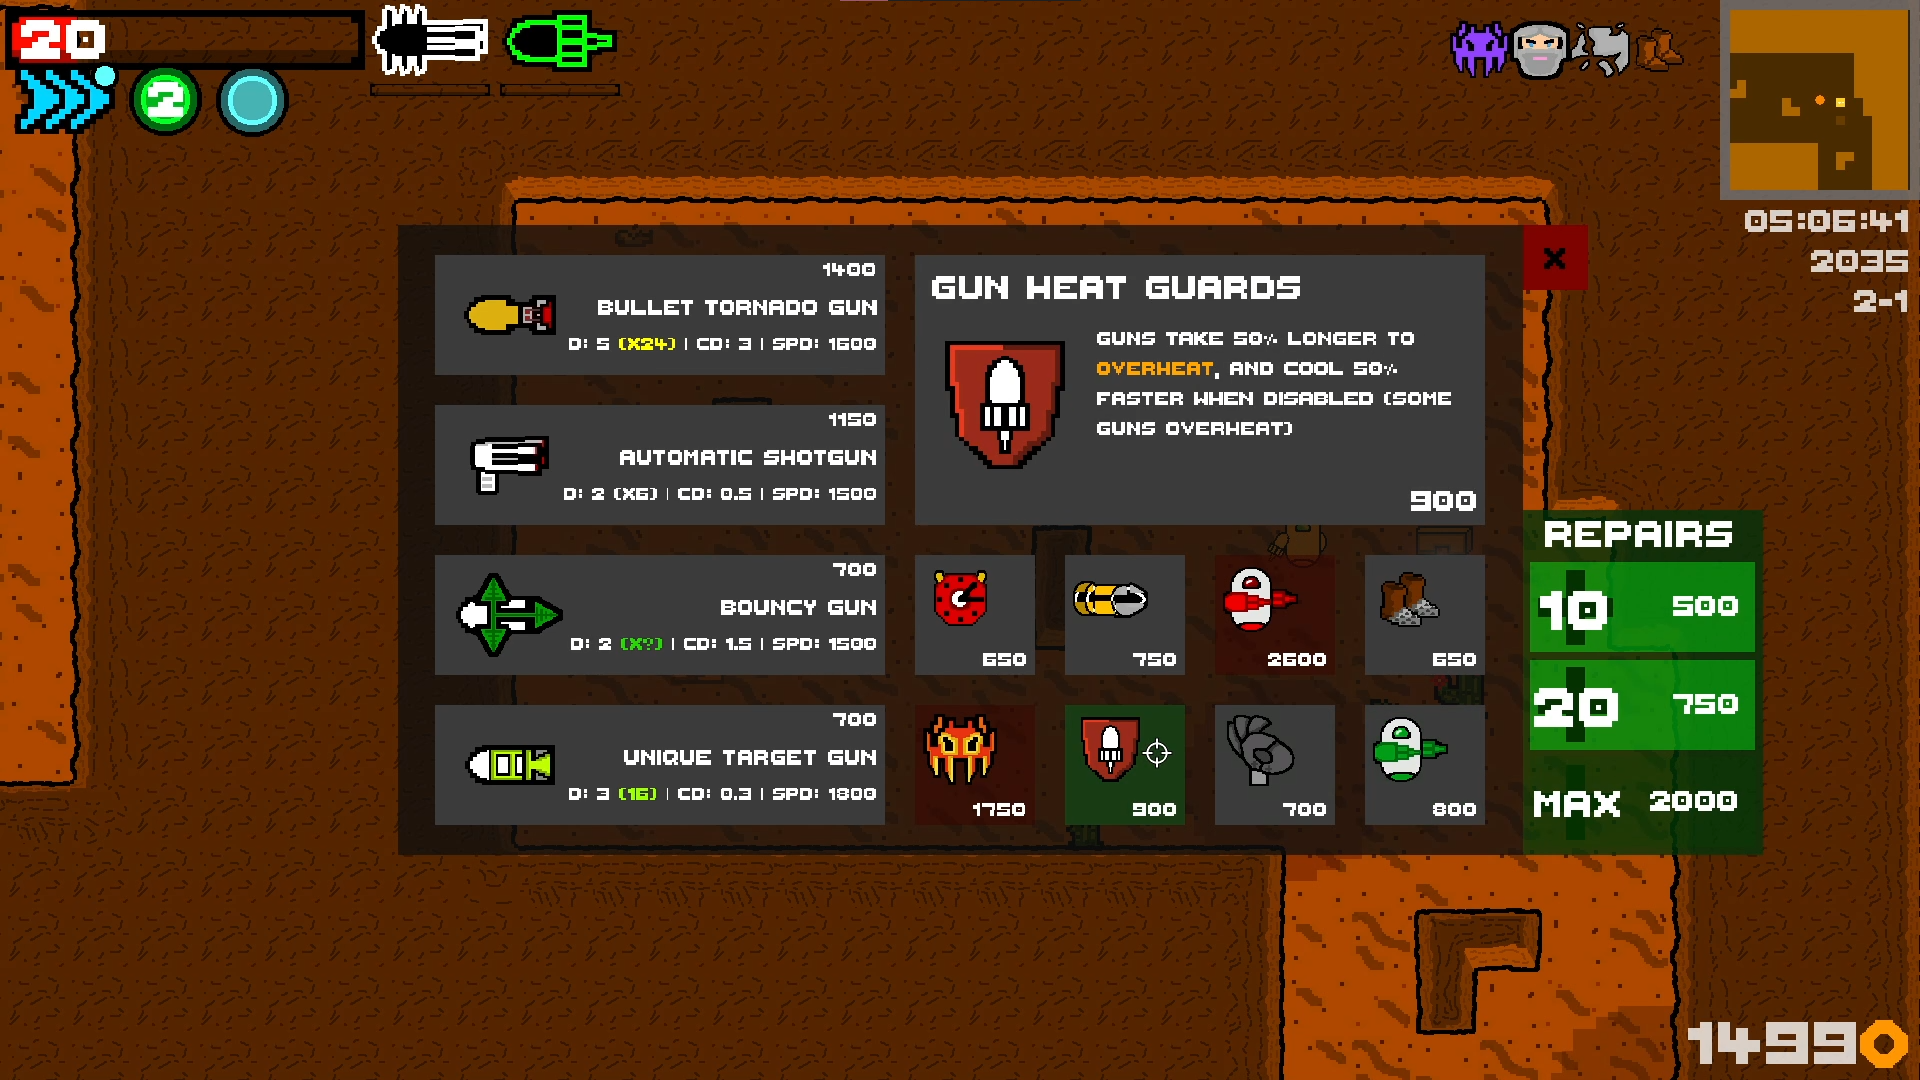 20
2
05:06:41
2035
2-1
1400
BULLET TORNADO GUN
D: 5 (X24) | CD: 3 | SPD: 1600
1150
AUTOMATIC SHOTGUN
D: 2 (X6) | CD: 0.5 | SPD: 1500
700
BOUNCY GUN
D: 2 (X?) | CD: 1.5 | SPD: 1500
700
UNIQUE TARGET GUN
D: 3 (16) | CD: 0.3 | SPD: 1800
GUN HEAT GUARDS
GUNS TAKE 50% LONGER TO
OVERHEAT, AND COOL 50%
FASTER WHEN DISABLED (SOME
GUNS OVERHEAT)
900
650
750
2600
650
1750
900
700
800
X
REPAIRS
10 500
20 750
MAX 2000
1499